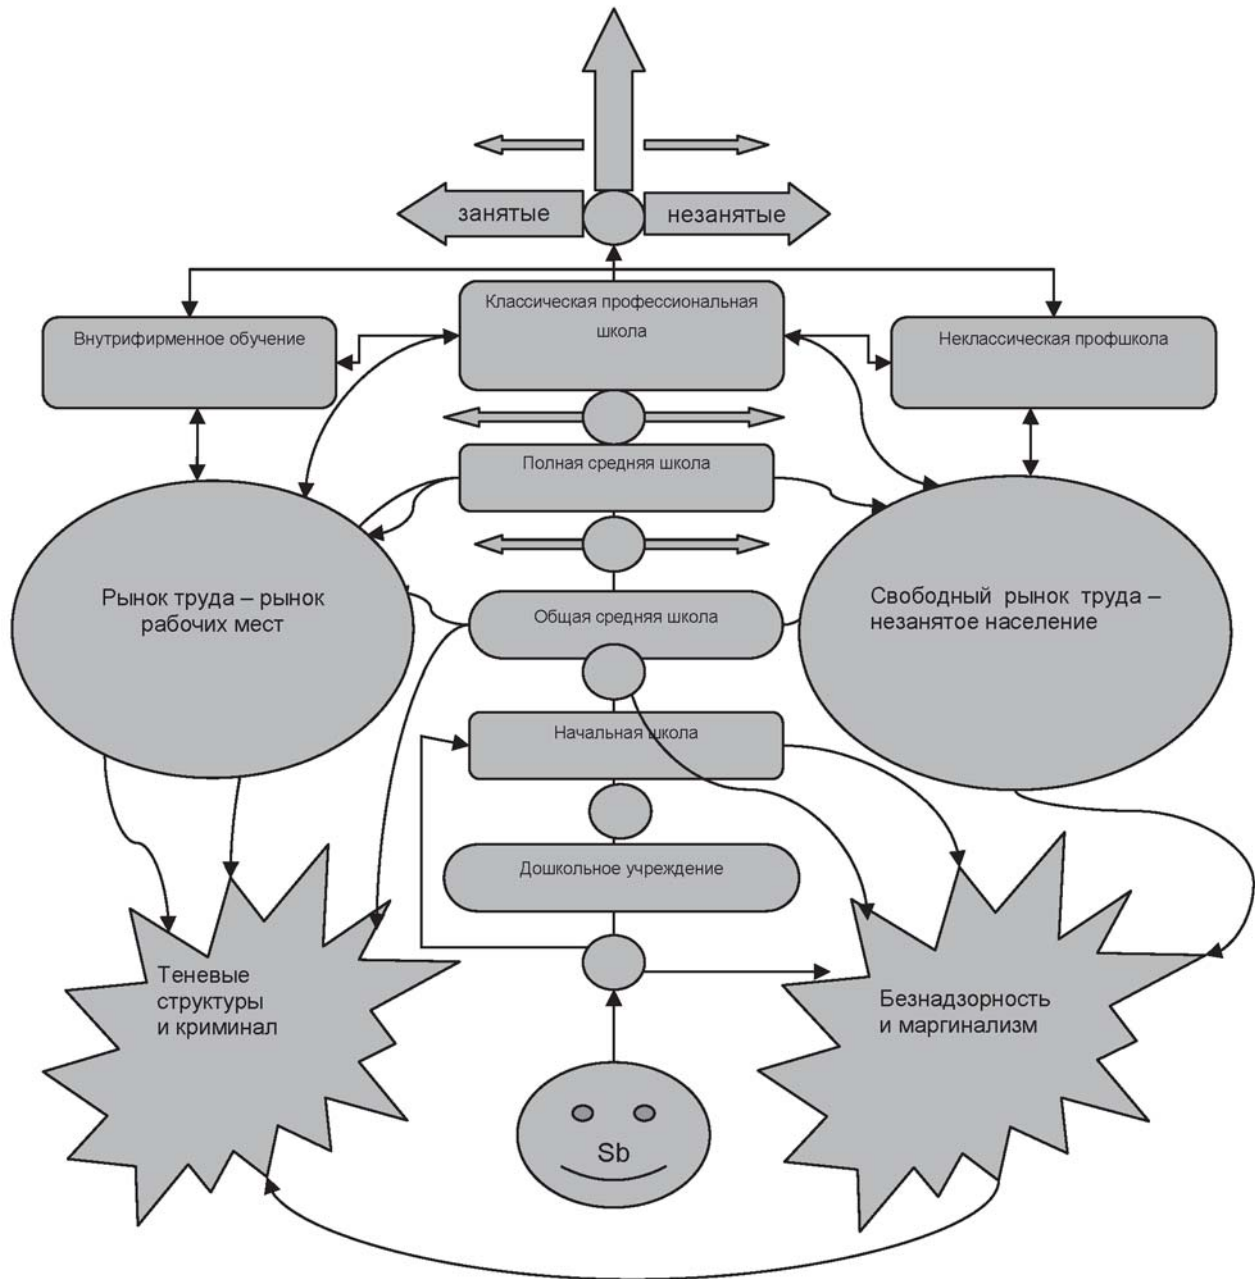 занятые
незанятые
Классическая профессиональная
школа
Внутрифирменное обучение
Неклассическая профшкола
Полная средняя школа
Рынок труда – рынок
рабочих мест
Свободный рынок труда –
незанятое население
Общая средняя школа
Начальная школа
Дошкольное учреждение
Теневые
структуры
и криминал
Безнадзорность
и маргинализм
Sb